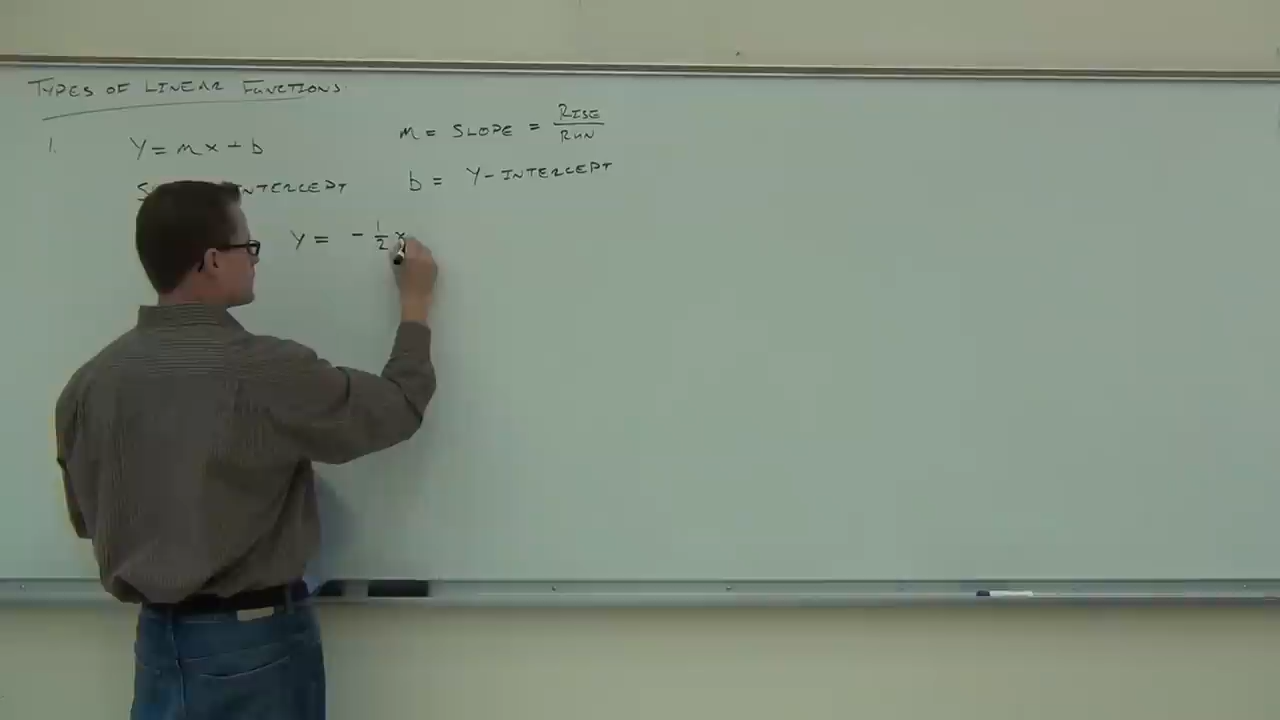 TYPES OF LINEAR FUNCTIONS
1. Y = mx + b
m = SLOPE = RISE / RUN
INTERCEPT
b = Y-INTERCEPT
Y = - 1/2 x